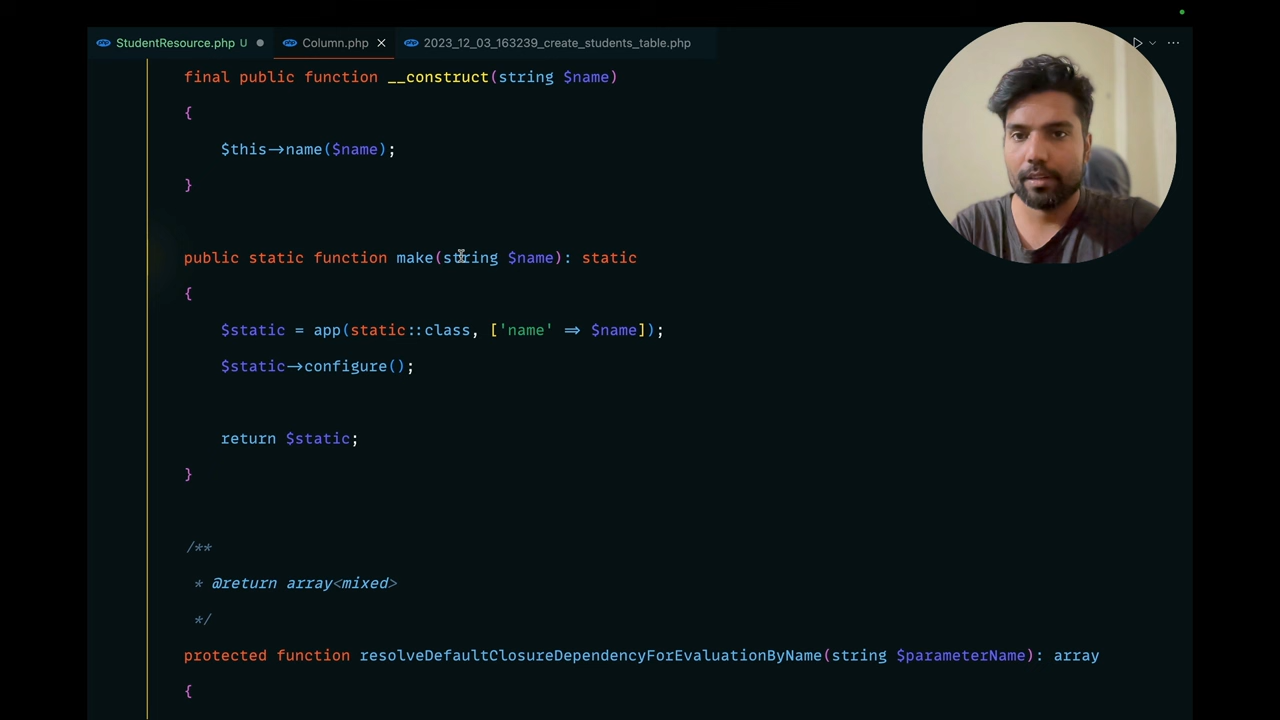 StudentResource.php U
Column.php
2023_12_03_163239_create_students_table.php
final public function __construct(string $name)
{
$this->name($name);
}
public static function make(string $name): static
{
$static = app(static::class, ['name' => $name]);
$static->configure();
return $static;
}
/**
* @return array<mixed>
*/
protected function resolveDefaultClosureDependencyForEvaluationByName(string $parameterName): array
{